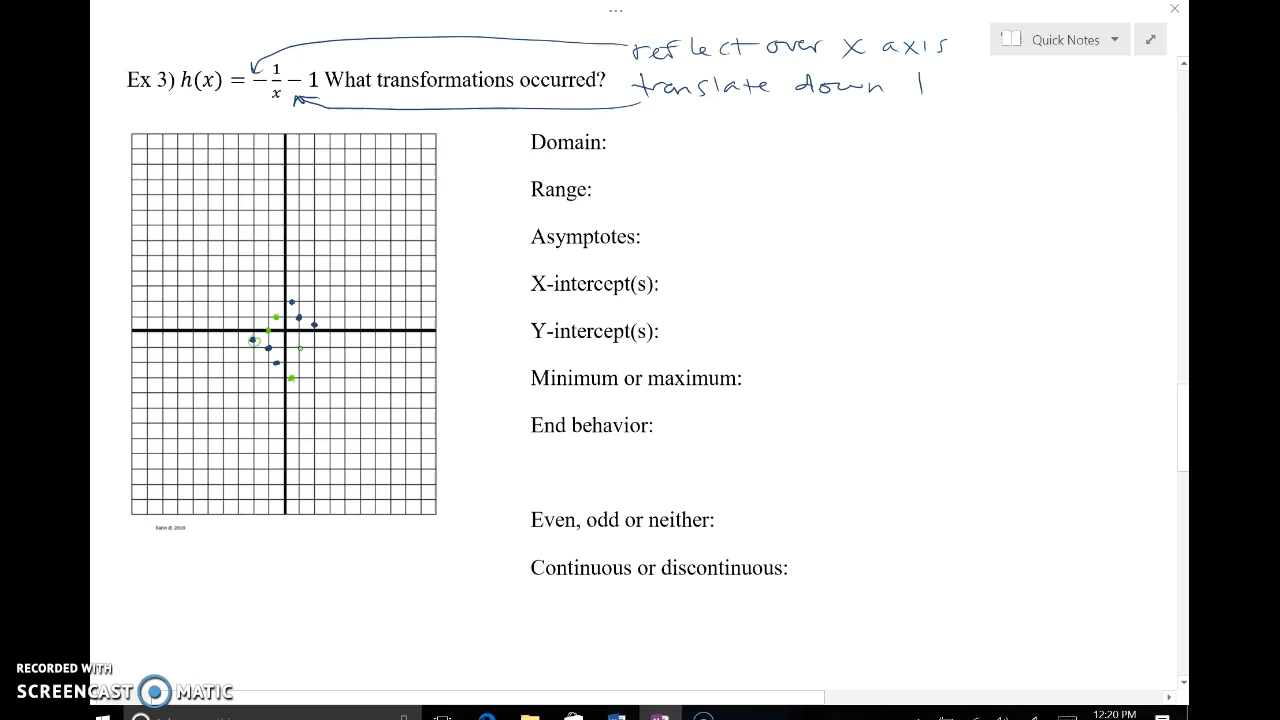 ...
reflect over x axis
Quick Notes
Ex 3) h(x) = −1/x − 1 What transformations occurred?
translate down 1
Domain:
Range:
Asymptotes:
X-intercept(s):
Y-intercept(s):
Minimum or maximum:
End behavior:
Even, odd or neither:
Continuous or discontinuous:
RECORDED WITH
SCREENCAST MATIC
12:20 PM